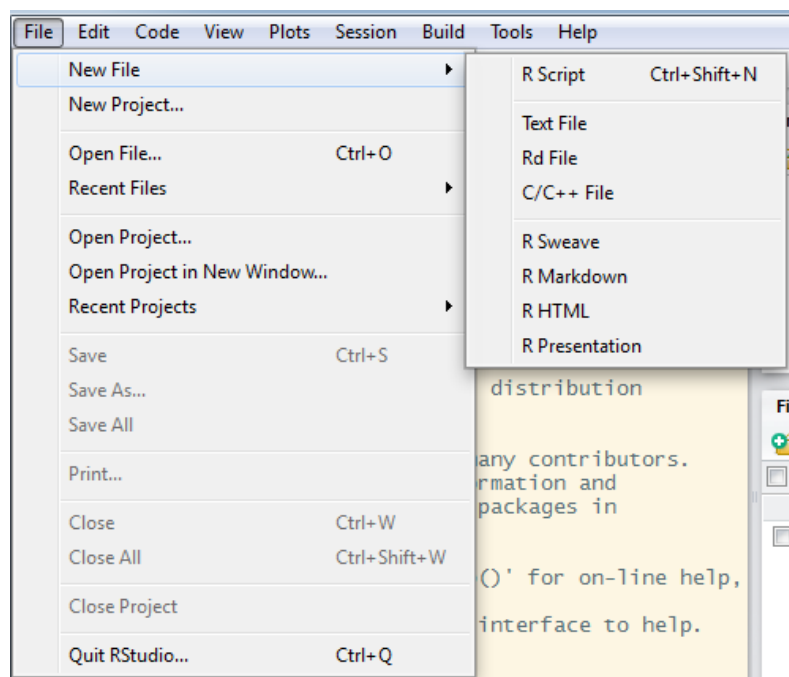 File Edit Code View Plots Session Build Tools Help
New File
New Project...
Open File... Ctrl+O
Recent Files
Open Project...
Open Project in New Window...
Recent Projects
Save Ctrl+S
Save As...
Save All
Print...
Close Ctrl+W
Close All Ctrl+Shift+W
Close Project
Quit RStudio... Ctrl+Q
R Script Ctrl+Shift+N
Text File
Rd File
C/C++ File
R Sweave
R Markdown
R HTML
R Presentation
distribution
contributors.
and
packages in
()' for on-line help,
interface to help.